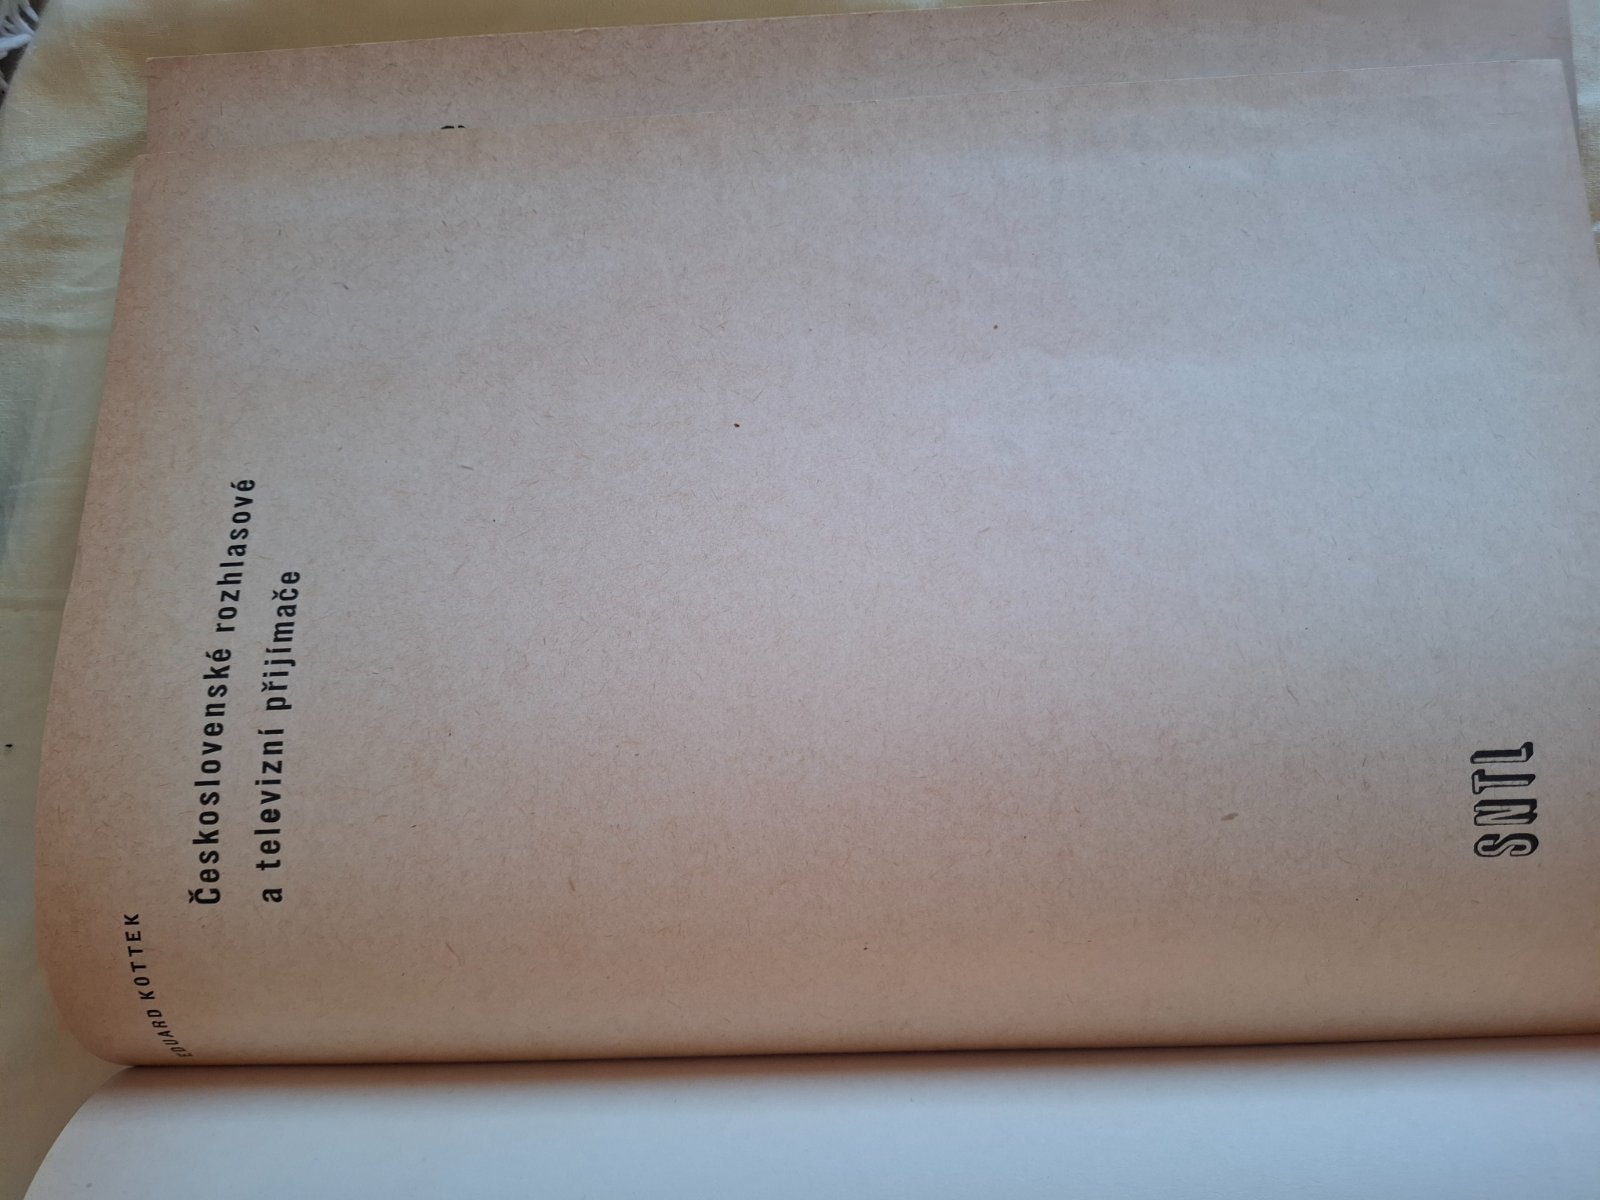 EDUARD KOTTEK
Československé rozhlasové
a televizní přijímače
SNTL